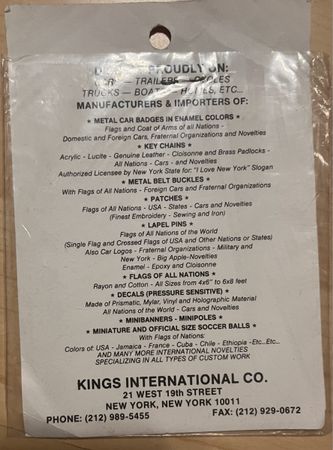 PROUDLY ON:
— TRAILERS — CYCLES
TRUCKS — BOATS — HOMES, ETC...
MANUFACTURERS & IMPORTERS OF:
★ METAL CAR BADGES IN ENAMEL COLORS ★
Flags and Coat of Arms of all Nations -
Domestic and Foreign Cars, Fraternal Organizations and Novelties
★ KEY CHAINS ★
Acrylic - Lucite - Genuine Leather - Cloisonne and Brass Padlocks -
All Nations - Cars - and Novelties
Authorized Licensee by New York State for: "I Love New York" Slogan
★ METAL BELT BUCKLES ★
With Flags of All Nations - Foreign Cars and Fraternal Organizations
★ PATCHES ★
Flags of All Nations - USA - States - Cars and Novelties
(Finest Embroidery - Sewing and Iron)
★ LAPEL PINS ★
Flags of All Nations of the World
(Single Flag and Crossed Flags of USA and Other Nations or States)
Also Car Logos - Fraternal Organizations - Military and
New York - Big Apple-Novelties
Enamel - Epoxy and Cloisonne
★ FLAGS OF ALL NATIONS ★
Rayon and Cotton - All Sizes from 4x6" to 6x8 feet
★ DECALS (PRESSURE SENSITIVE) ★
Made of Prismatic, Mylar, Vinyl and Holographic Material
All Nations of the World - Cars and Novelties
★ MINIBANNERS - MINIPOLES ★
★ MINIATURE AND OFFICIAL SIZE SOCCER BALLS ★
With Flags of Nations:
Colors of: USA - Jamaica - France - Cuba - Chile - Ethiopia - Etc...Etc...
AND MANY MORE INTERNATIONAL NOVELTIES
SPECIALIZING IN ALL TYPES OF CUSTOM WORK
KINGS INTERNATIONAL CO.
21 WEST 19th STREET
NEW YORK, NEW YORK 10011
PHONE: (212) 989-5455 FAX: (212) 929-0672